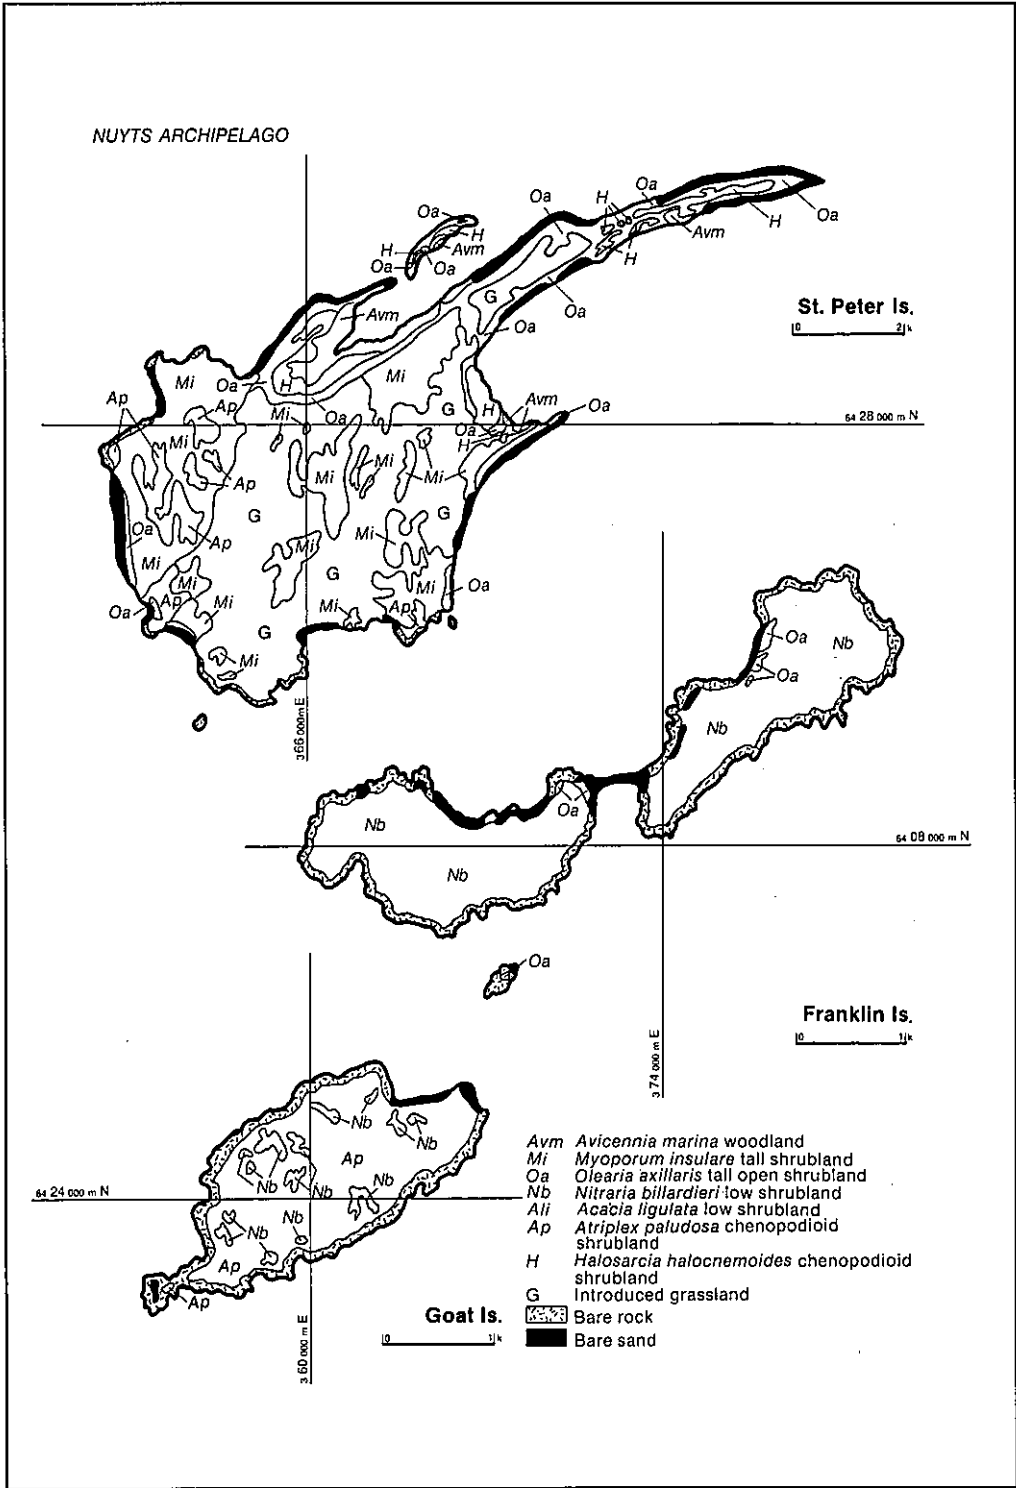 NUYTS ARCHIPELAGO
Oa
H
Avm
H
Oa
Oa
Oa
H
Oa
H
Avm
H
Oa
St. Peter Is.
0 2k
Avm
G
Oa
Oa
Mi
Oa
H
Mi
Ap
Ap
Mi
Oa
G
H
Avm
Oa
64 28 000 m N
Mi
Oa
H
Ap
Mi
Mi
Mi
G
G
Oa
Ap
Mi
Mi
Mi
Mi
G
Mi
Oa
Ap
Mi
Mi
Ap
Oa
G
Mi
3 66 000 m E
Oa
Nb
Oa
Nb
Oa
Nb
64 08 000 m N
Nb
Oa
Franklin Is.
0 1k
3 74 000 m E
Nb
Nb
Ap
Nb
Nb
Nb
64 24 000 m N
Nb
Nb
Ap
Ap
Goat Is.
0 1k
3 60 000 m E
Avm Avicennia marina woodland
Mi Myoporum insulare tall shrubland
Oa Olearia axillaris tall open shrubland
Nb Nitraria billardieri low shrubland
Ali Acacia ligulata low shrubland
Ap Atriplex paludosa chenopodioid
shrubland
H Halosarcia halocnemoides chenopodioid
shrubland
G Introduced grassland
Bare rock
Bare sand